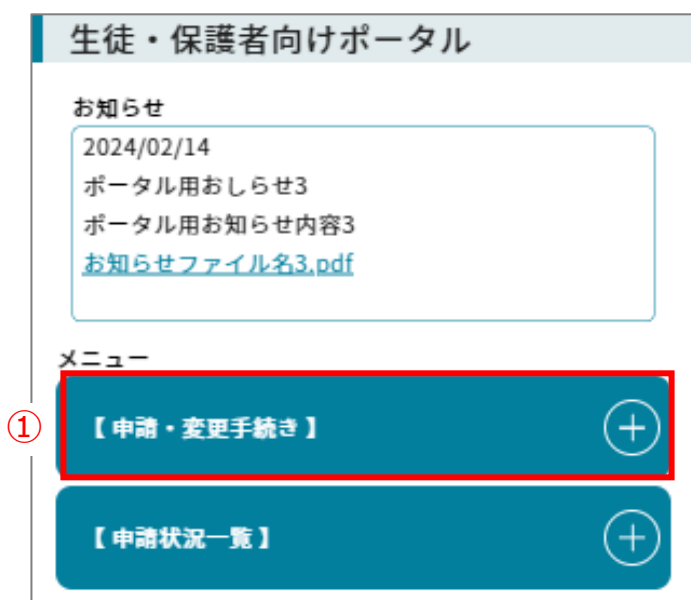 生徒・保護者向けポータル
お知らせ
2024/02/14
ポータル用おしらせ3
ポータル用お知らせ内容3
お知らせファイル名3.pdf
メニュー
①
【 申請・変更手続き 】
【 申請状況一覧 】